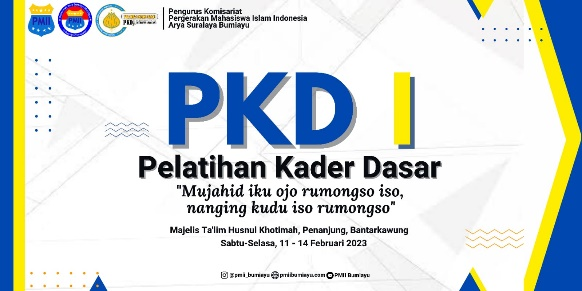 Pengurus Komisariat
Pergerakan Mahasiswa Islam Indonesia
Arya Suralaya Bumiayu
PKD I
Pelatihan Kader Dasar
"Mujahid iku ojo rumongso iso,
nanging kudu iso rumongso"
Majelis Ta'lim Husnul Khotimah, Penanjung, Bantarkawung
Sabtu-Selasa, 11 - 14 Februari 2023
pmii_bumiayu pmiibumiayu.com PMII Bumiayu